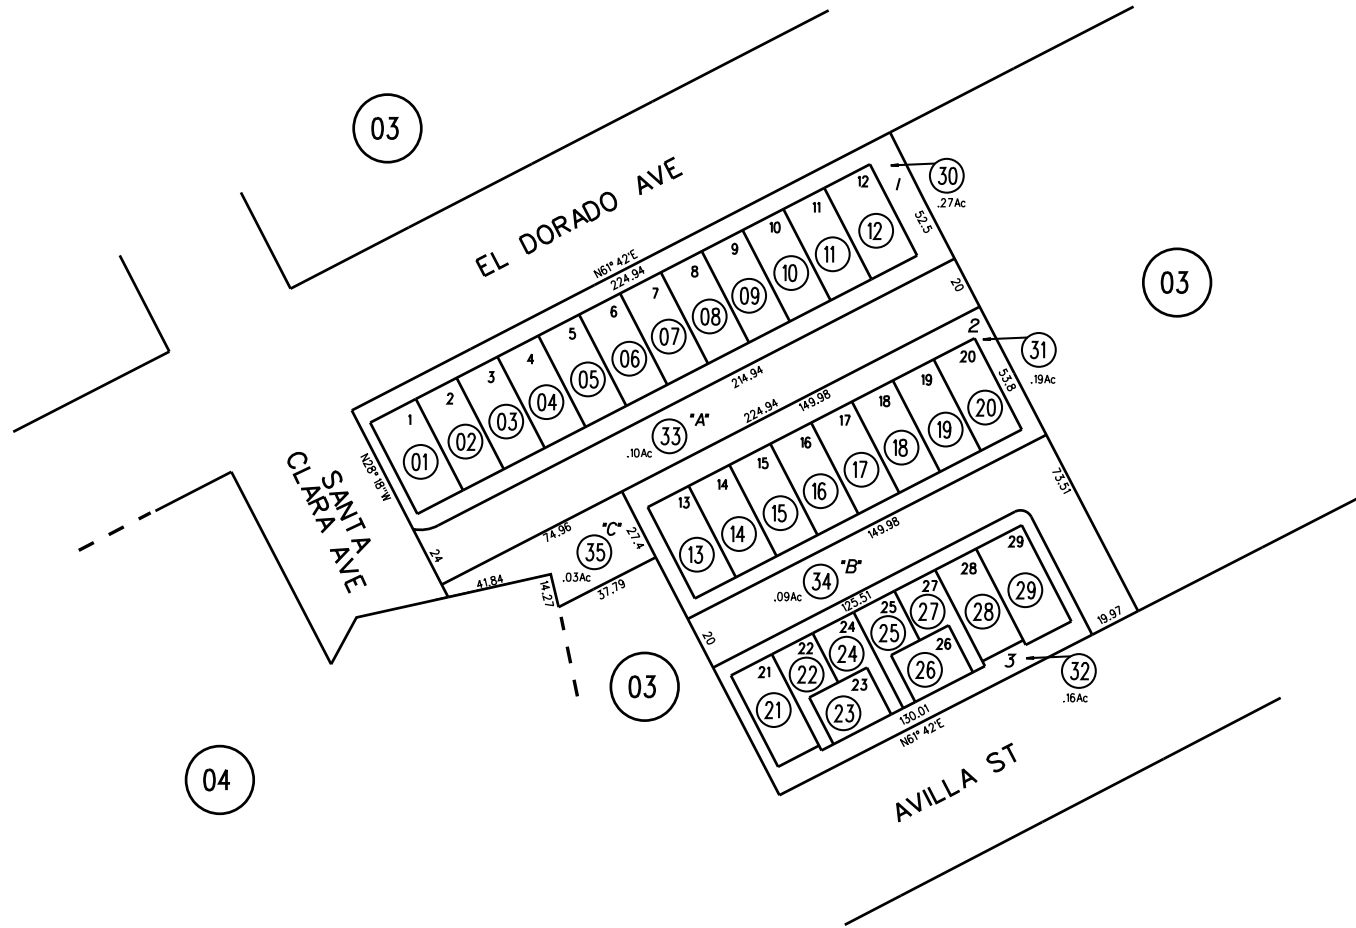 03
EL DORADO AVE
N61° 42'E
224.94
1 2 3 4 5 6 7 8 9 10 11 12
01 02 03 04 05 06 07 08 09 10 11 12
1
30
.27Ac
52.5
20
03
214.94
33 "A"
.10Ac
224.94
149.98
2
31
.19Ac
53.8
N28° 18"W
SANTA
CLARA AVE
24
74.96
35 "C"
.03Ac
27.4
41.84
14.27
37.79
13 14 15 16 17 18 19 20
13 14 15 16 17 18 19 20
73.51
149.98
34 "B"
.09Ac
20
125.51
21 22 23 24 25 26 27 28 29
21 22 23 24 25 26 27 28 29
3
32
.16Ac
19.97
130.01
N61° 42'E
03
04
AVILLA ST